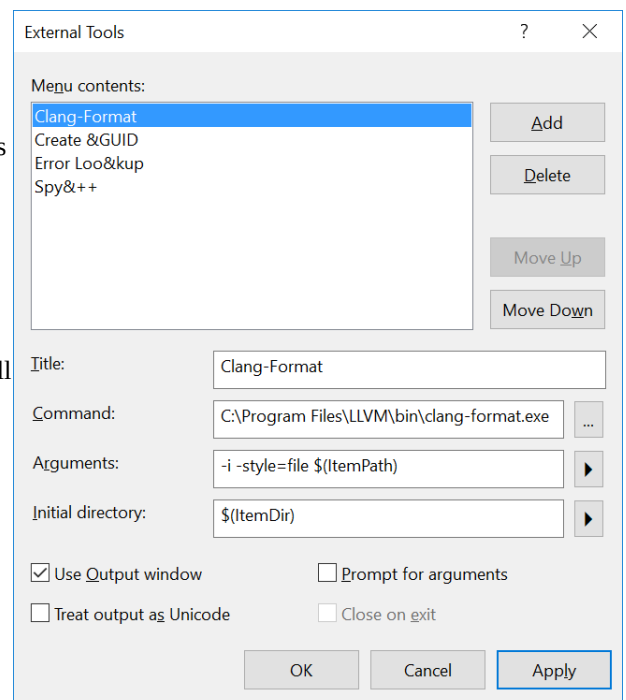 External Tools ?
Menu contents:
Clang-Format
Create &GUID
Error Loo&kup
Spy&++
Add
s
Delete
Move Up
Move Down
ll
Title: Clang-Format
Command: C:\Program Files\LLVM\bin\clang-format.exe ...
Arguments: -i -style=file $(ItemPath)
Initial directory: $(ItemDir)
Use Output window Prompt for arguments
Treat output as Unicode Close on exit
OK Cancel Apply